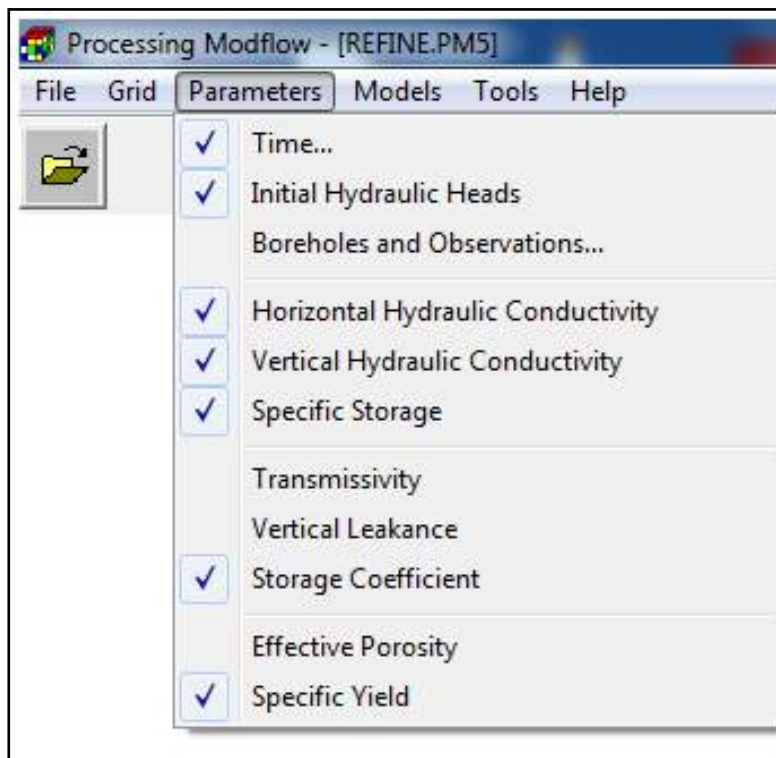 Processing Modflow - [REFINE.PM5]
File Grid Parameters Models Tools Help
Time...
Initial Hydraulic Heads
Boreholes and Observations...
Horizontal Hydraulic Conductivity
Vertical Hydraulic Conductivity
Specific Storage
Transmissivity
Vertical Leakance
Storage Coefficient
Effective Porosity
Specific Yield